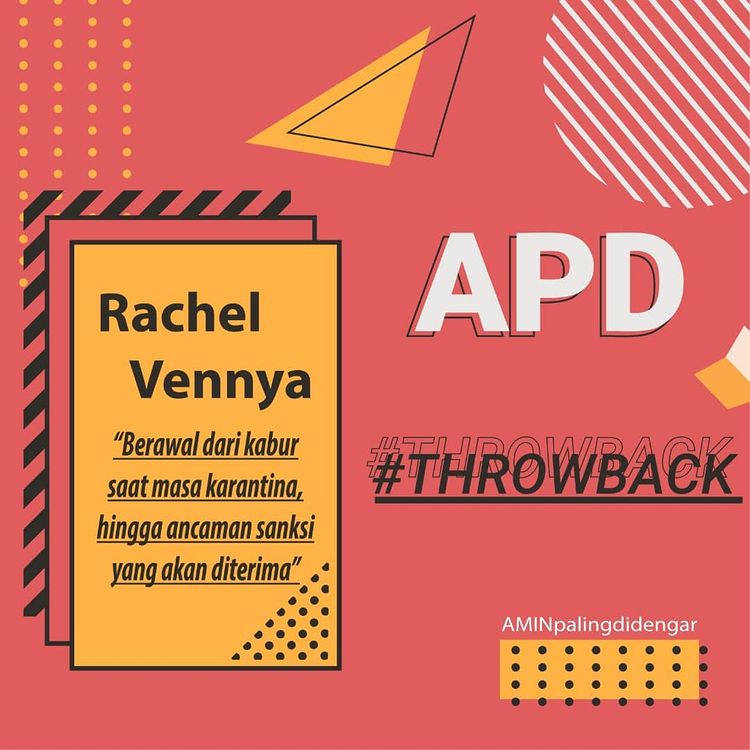 APD
Rachel
Vennya
“Berawal dari kabur
saat masa karantina,
hingga ancaman sanksi
yang akan diterima”
#THROWBACK
#THROWBACK
AMINpalingdidengar